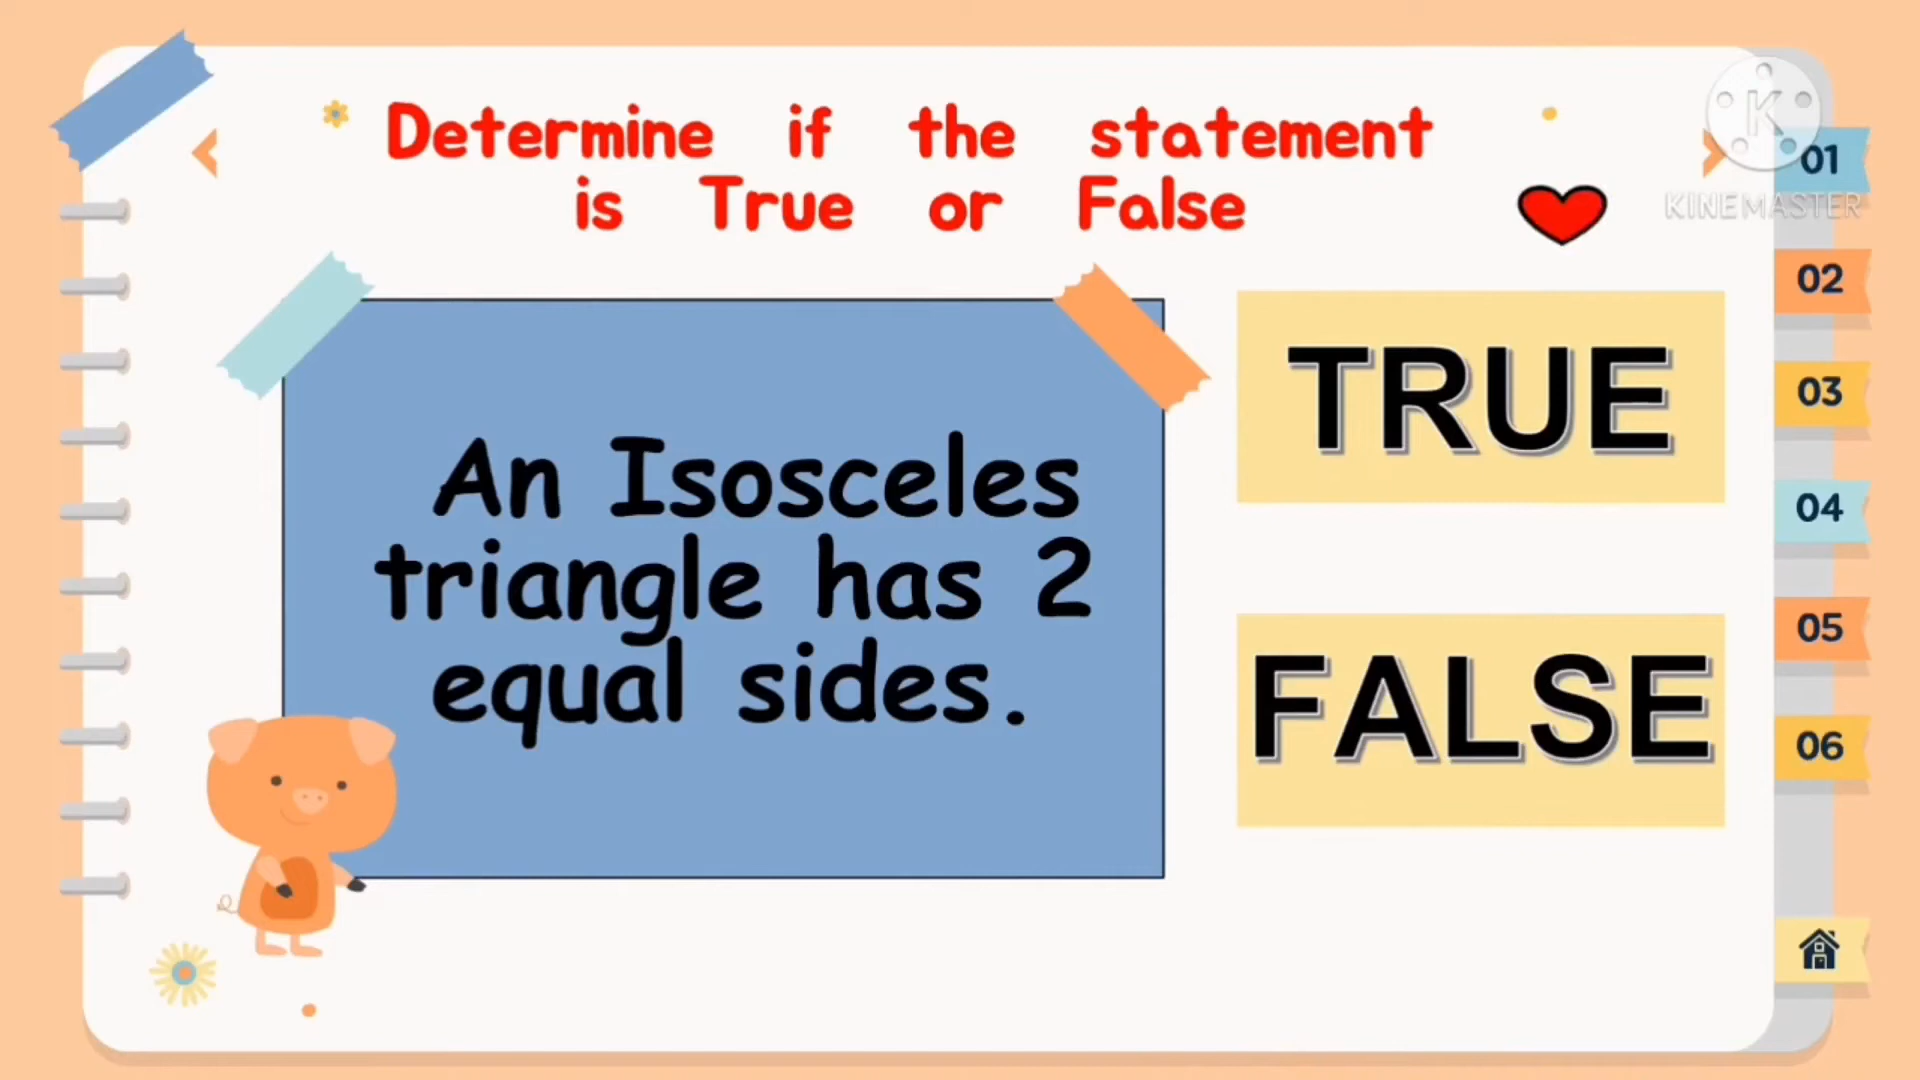 Determine if the statement
is True or False
K
KINEMASTER
An Isosceles
triangle has 2
equal sides.
TRUE
FALSE
01
02
03
04
05
06